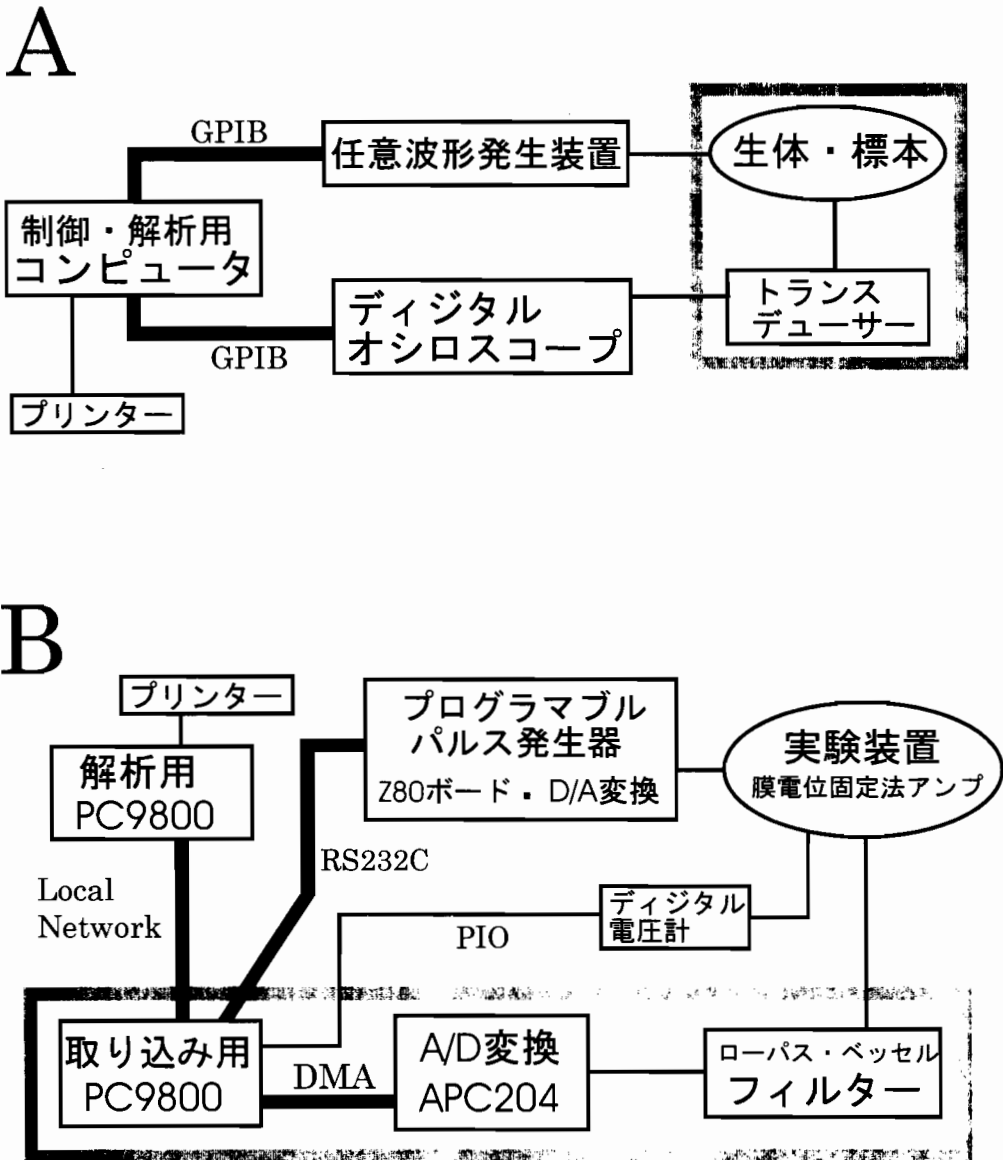 A
GPIB
任意波形発生装置
生体・標本
制御・解析用
コンピュータ
ディジタル
オシロスコープ
トランス
デューサー
GPIB
プリンター
B
プリンター
プログラマブル
パルス発生器
Z80ボード・D/A変換
実験装置
膜電位固定法アンプ
解析用
PC9800
RS232C
Local
Network
ディジタル
電圧計
PIO
取り込み用
PC9800
DMA
A/D変換
APC204
ローパス・ベッセル
フィルター